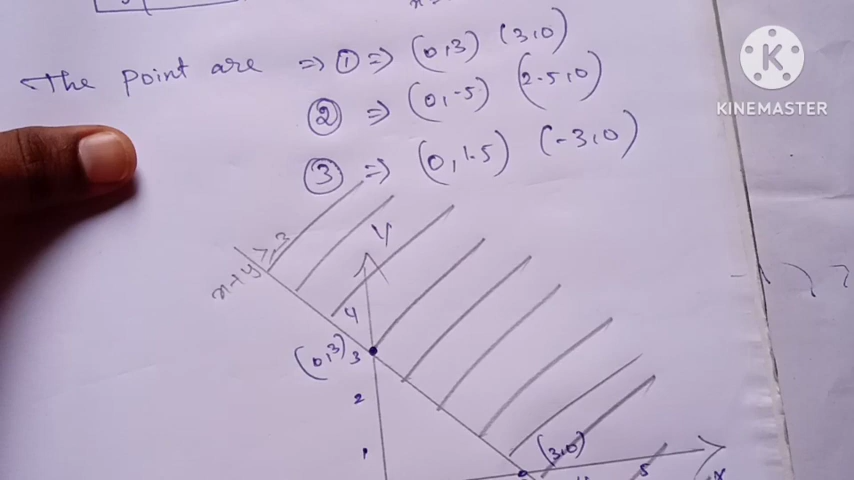 The point are ⇒ ① ⇒ (0,3) (3,0)
② ⇒ (0,-5) (2.5,0)
③ ⇒ (0,1.5) (-3,0)
KINEMASTER
x+y≥3
y
4
(0,3) 3
2
1
(3,0)
5
x